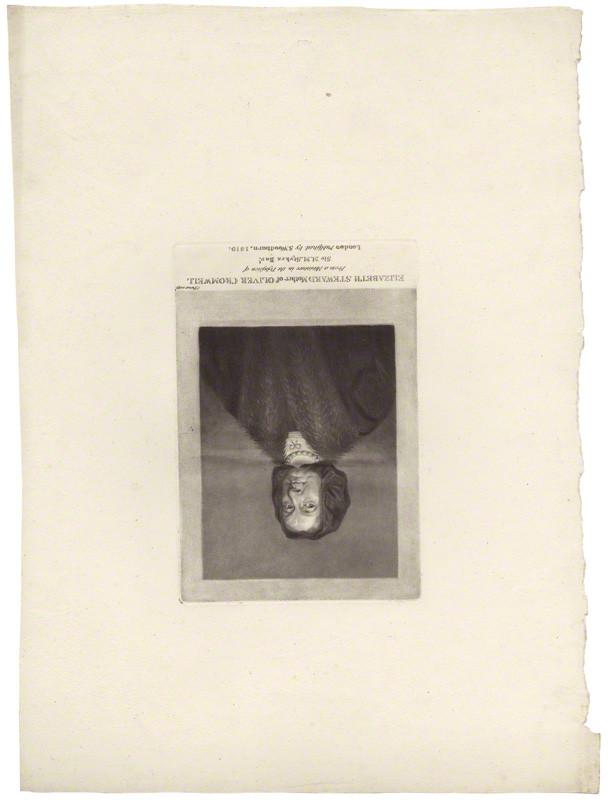 ELIZABETH STEWARD Mother of OLIVER CROMWELL.
From a Miniature in the Possession of
Sir M.M. Sykes Bar.t
London Published by S. Woodburn, 1810.